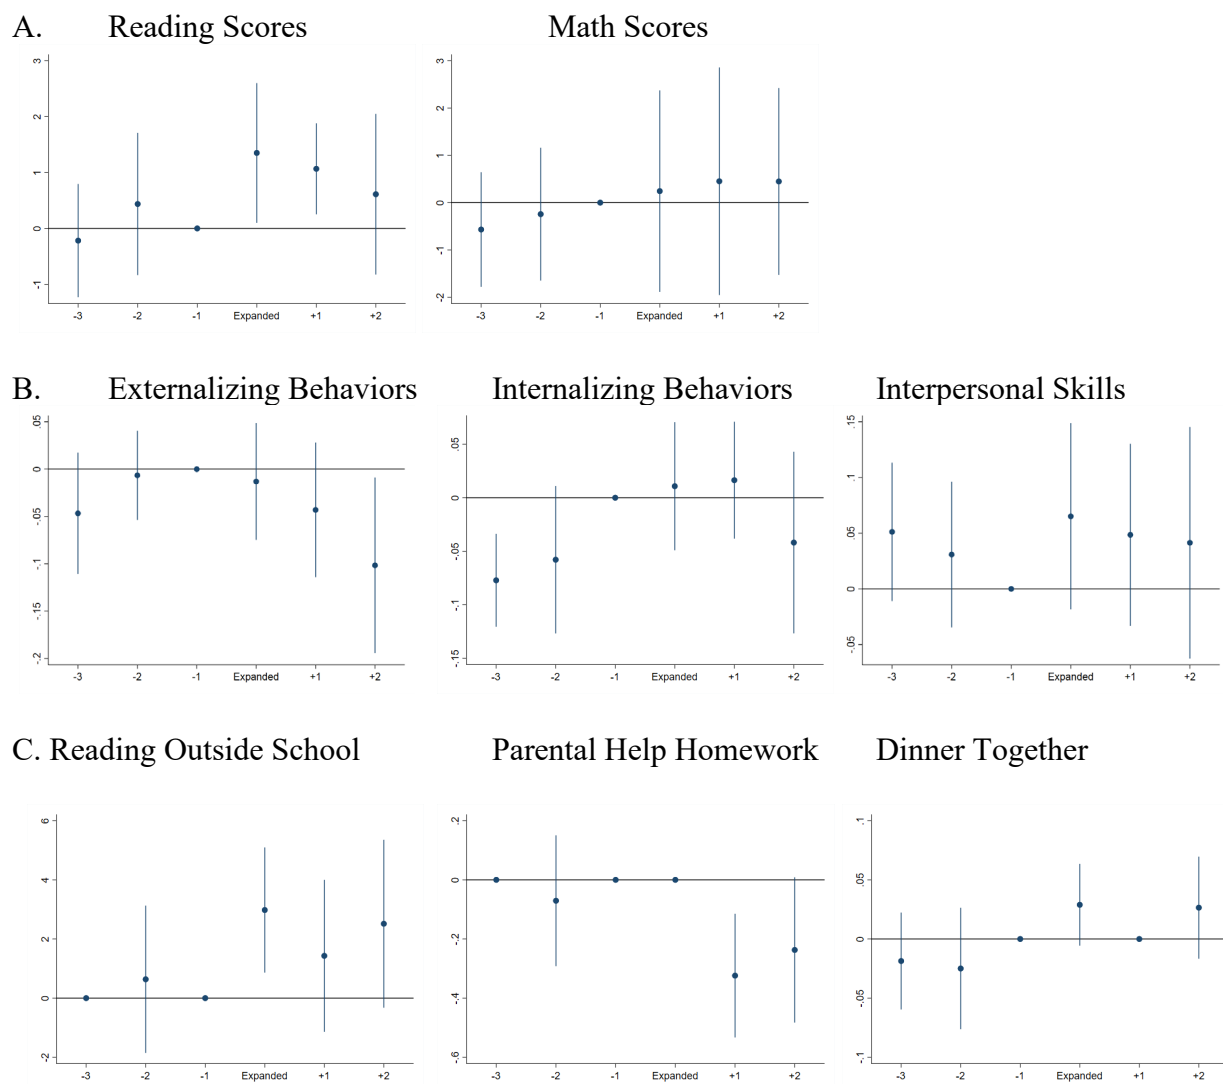 A. Reading Scores Math Scores
3 3
2 2
1 1
0 0
-1 -1
-2
-3 -2 -1 Expanded +1 +2 -3 -2 -1 Expanded +1 +2
B. Externalizing Behaviors Internalizing Behaviors Interpersonal Skills
.05 .05 .15
0 0 .1
-.05 -.05 .05
-.1 -.1 0
-.15 -.15 -.05
-.2
-3 -2 -1 Expanded +1 +2 -3 -2 -1 Expanded +1 +2 -3 -2 -1 Expanded +1 +2
C. Reading Outside School Parental Help Homework Dinner Together
6 .2 .1
4 0 .05
2 -.2 0
0 -.4 -.05
-2 -.6 -.1
-3 -2 -1 Expanded +1 +2 -3 -2 -1 Expanded +1 +2 -3 -2 -1 Expanded +1 +2